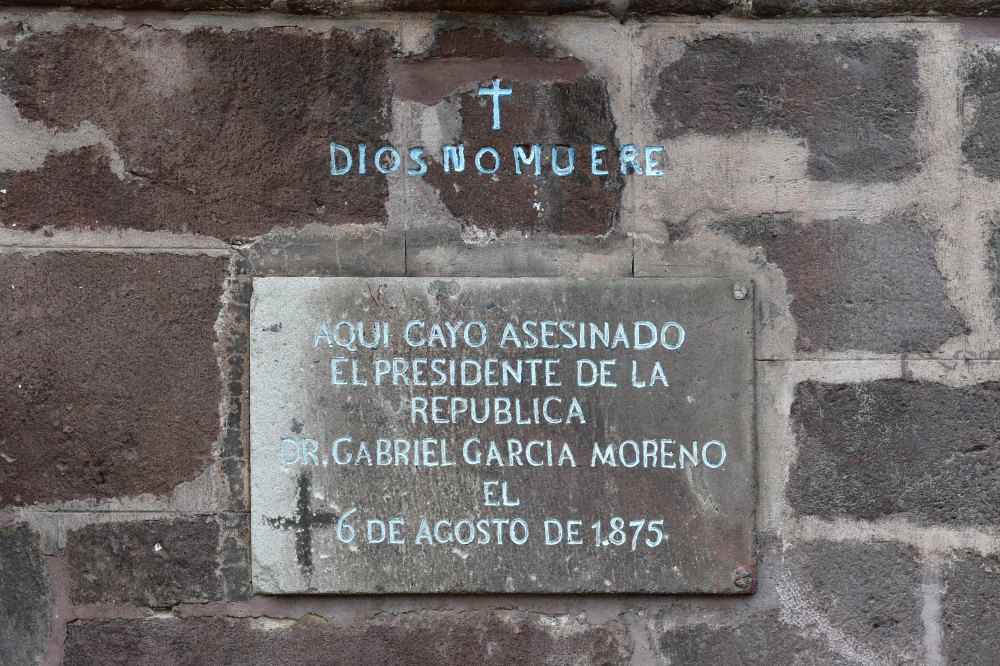 DIOS NO MUERE
AQUI CAYO ASESINADO
EL PRESIDENTE DE LA
REPUBLICA
DR. GABRIEL GARCIA MORENO
EL
6 DE AGOSTO DE 1.875